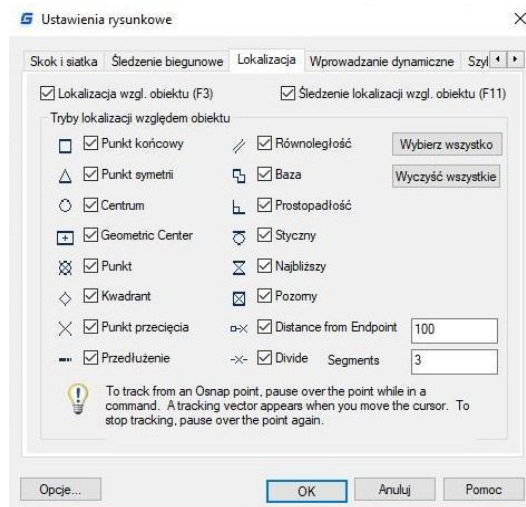 Ustawienia rysunkowe
Skok i siatka Śledzenie biegunowe Lokalizacja Wprowadzanie dynamiczne Szyl
Lokalizacja wzgl. obiektu (F3) Śledzenie lokalizacji wzgl. obiektu (F11)
Tryby lokalizacji względem obiektu
Punkt końcowy Równoległość Wybierz wszystko
Punkt symetrii Baza Wyczyść wszystkie
Centrum Prostopadłość
Geometric Center Styczny
Punkt Najbliższy
Kwadrant Pozorny
Punkt przecięcia Distance from Endpoint 100
Przedłużenie Divide Segments 3
To track from an Osnap point, pause over the point while in a
command. A tracking vector appears when you move the cursor. To
stop tracking, pause over the point again.
Opcje... OK Anuluj Pomoc